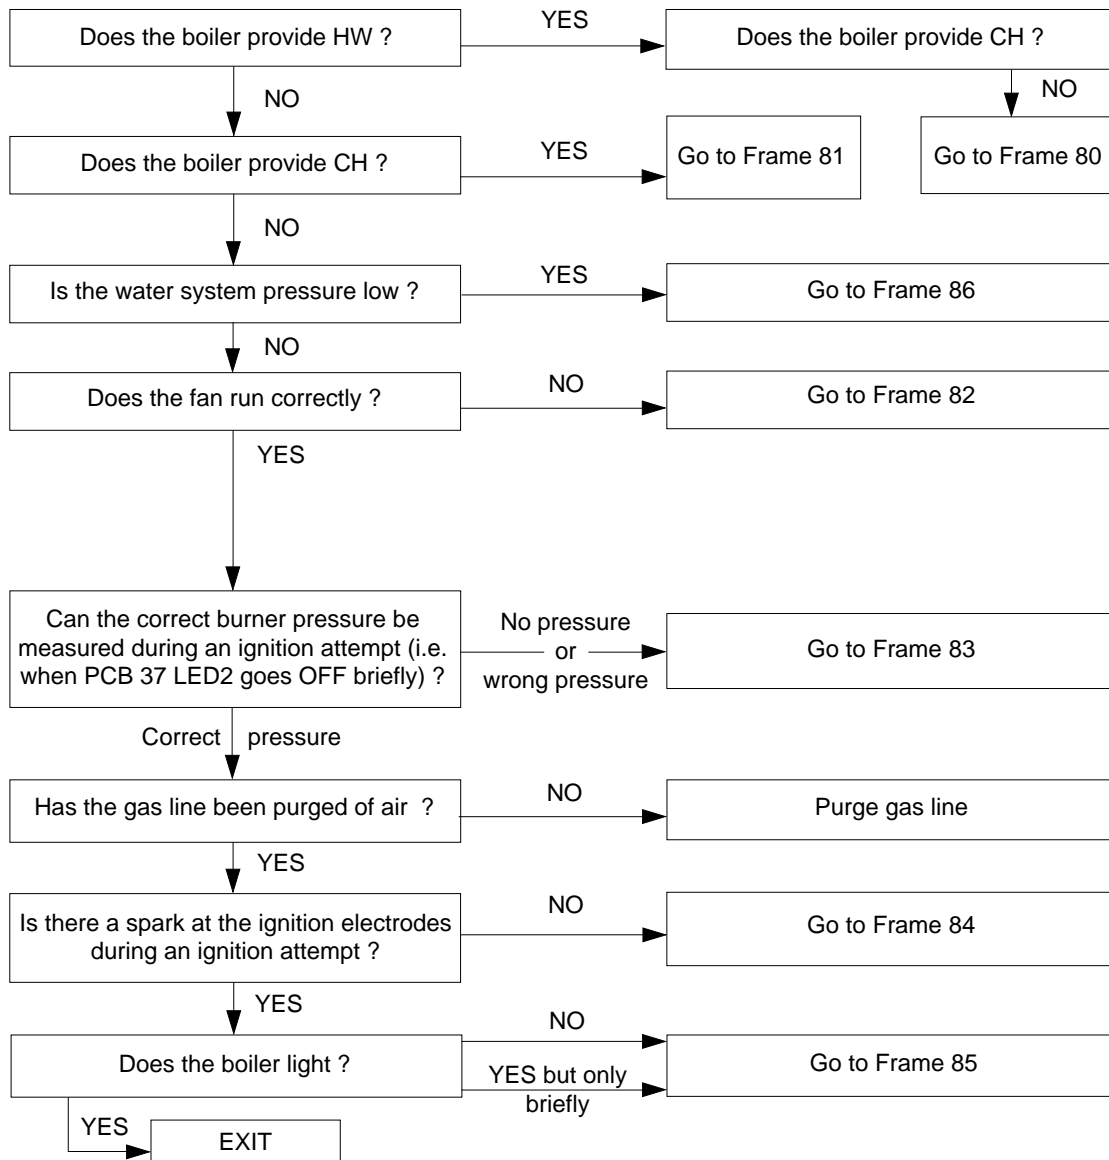 Does the boiler provide HW ?
YES
Does the boiler provide CH ?
NO
NO
Does the boiler provide CH ?
YES
Go to Frame 81
Go to Frame 80
NO
Is the water system pressure low ?
YES
Go to Frame 86
NO
Does the fan run correctly ?
NO
Go to Frame 82
YES
Can the correct burner pressure be
measured during an ignition attempt (i.e.
when PCB 37 LED2 goes OFF briefly) ?
No pressure
or
wrong pressure
Go to Frame 83
Correct pressure
Has the gas line been purged of air ?
NO
Purge gas line
YES
Is there a spark at the ignition electrodes
during an ignition attempt ?
NO
Go to Frame 84
YES
Does the boiler light ?
NO
YES but only
briefly
Go to Frame 85
YES
EXIT